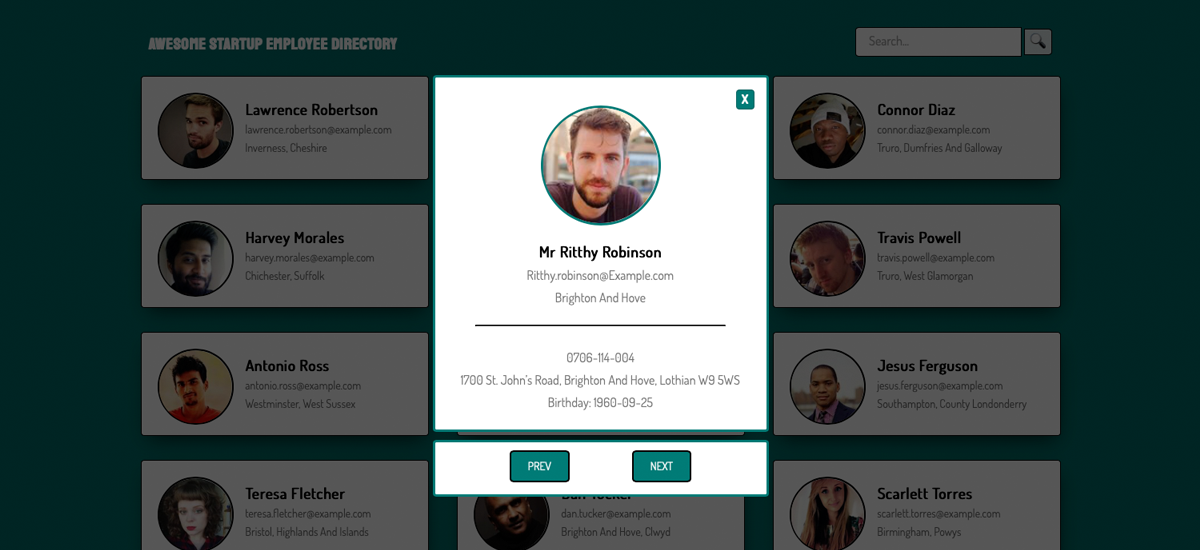 AWESOME STARTUP EMPLOYEE DIRECTORY
Search...
Lawrence Robertson
lawrence.robertson@example.com
Inverness, Cheshire
X
Mr Ritthy Robinson
Ritthy.robinson@Example.com
Brighton And Hove
0706-114-004
1700 St. John's Road, Brighton And Hove, Lothian W9 5WS
Birthday: 1960-09-25
PREV
NEXT
Connor Diaz
connor.diaz@example.com
Truro, Dumfries And Galloway
Harvey Morales
harvey.morales@example.com
Chichester, Suffolk
Travis Powell
travis.powell@example.com
Truro, West Glamorgan
Antonio Ross
antonio.ross@example.com
Westminster, West Sussex
Jesus Ferguson
jesus.ferguson@example.com
Southampton, County Londonderry
Teresa Fletcher
teresa.fletcher@example.com
Bristol, Highlands And Islands
Dan Tucker
dan.tucker@example.com
Brighton And Hove, Clwyd
Scarlett Torres
scarlett.torres@example.com
Birmingham, Powys